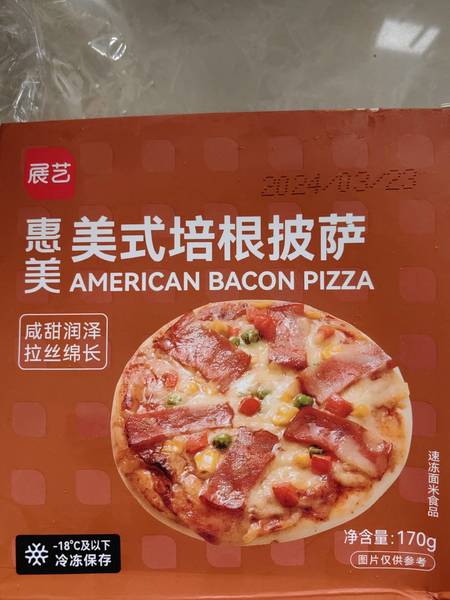 展艺
2024/03/23
惠美
美式培根披萨
AMERICAN BACON PIZZA
咸甜润泽
拉丝绵长
速冻面米食品
-18°C及以下
冷冻保存
净含量:170g
图片仅供参考